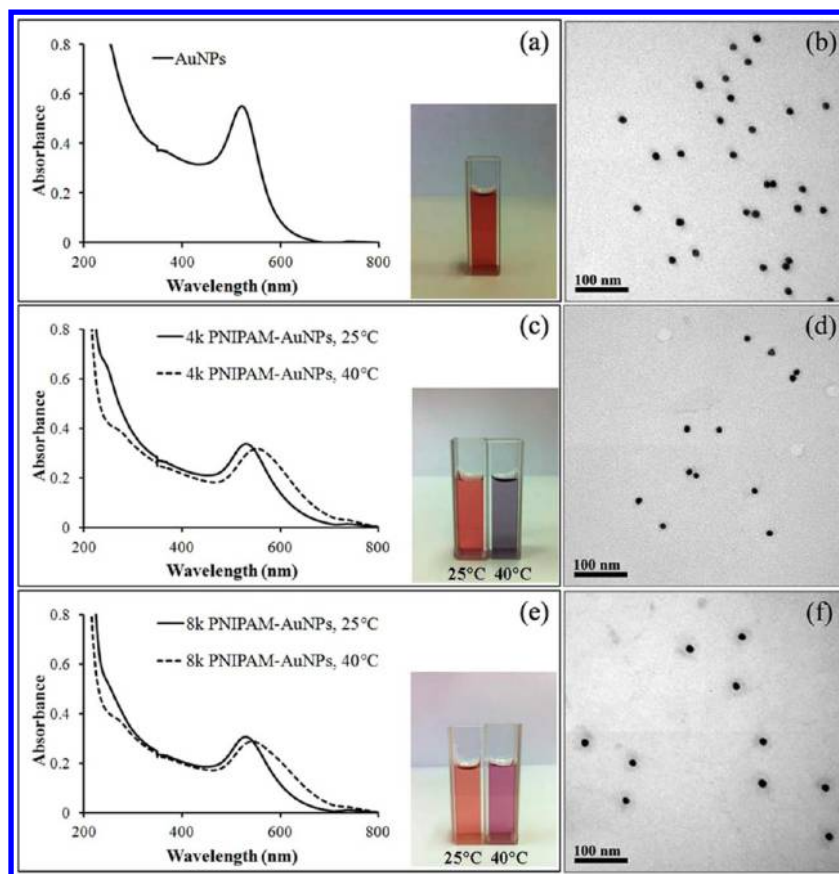 (a)
AuNPs
0.8
0.6
0.4
0.2
0
Absorbance
200 400 600 800
Wavelength (nm)
(b)
100 nm
(c)
4k PNIPAM-AuNPs, 25°C
4k PNIPAM-AuNPs, 40°C
0.8
0.6
0.4
0.2
0
Absorbance
200 400 600 800
Wavelength (nm)
25°C 40°C
(d)
100 nm
(e)
8k PNIPAM-AuNPs, 25°C
8k PNIPAM-AuNPs, 40°C
0.8
0.6
0.4
0.2
0
Absorbance
200 400 600 800
Wavelength (nm)
25°C 40°C
(f)
100 nm